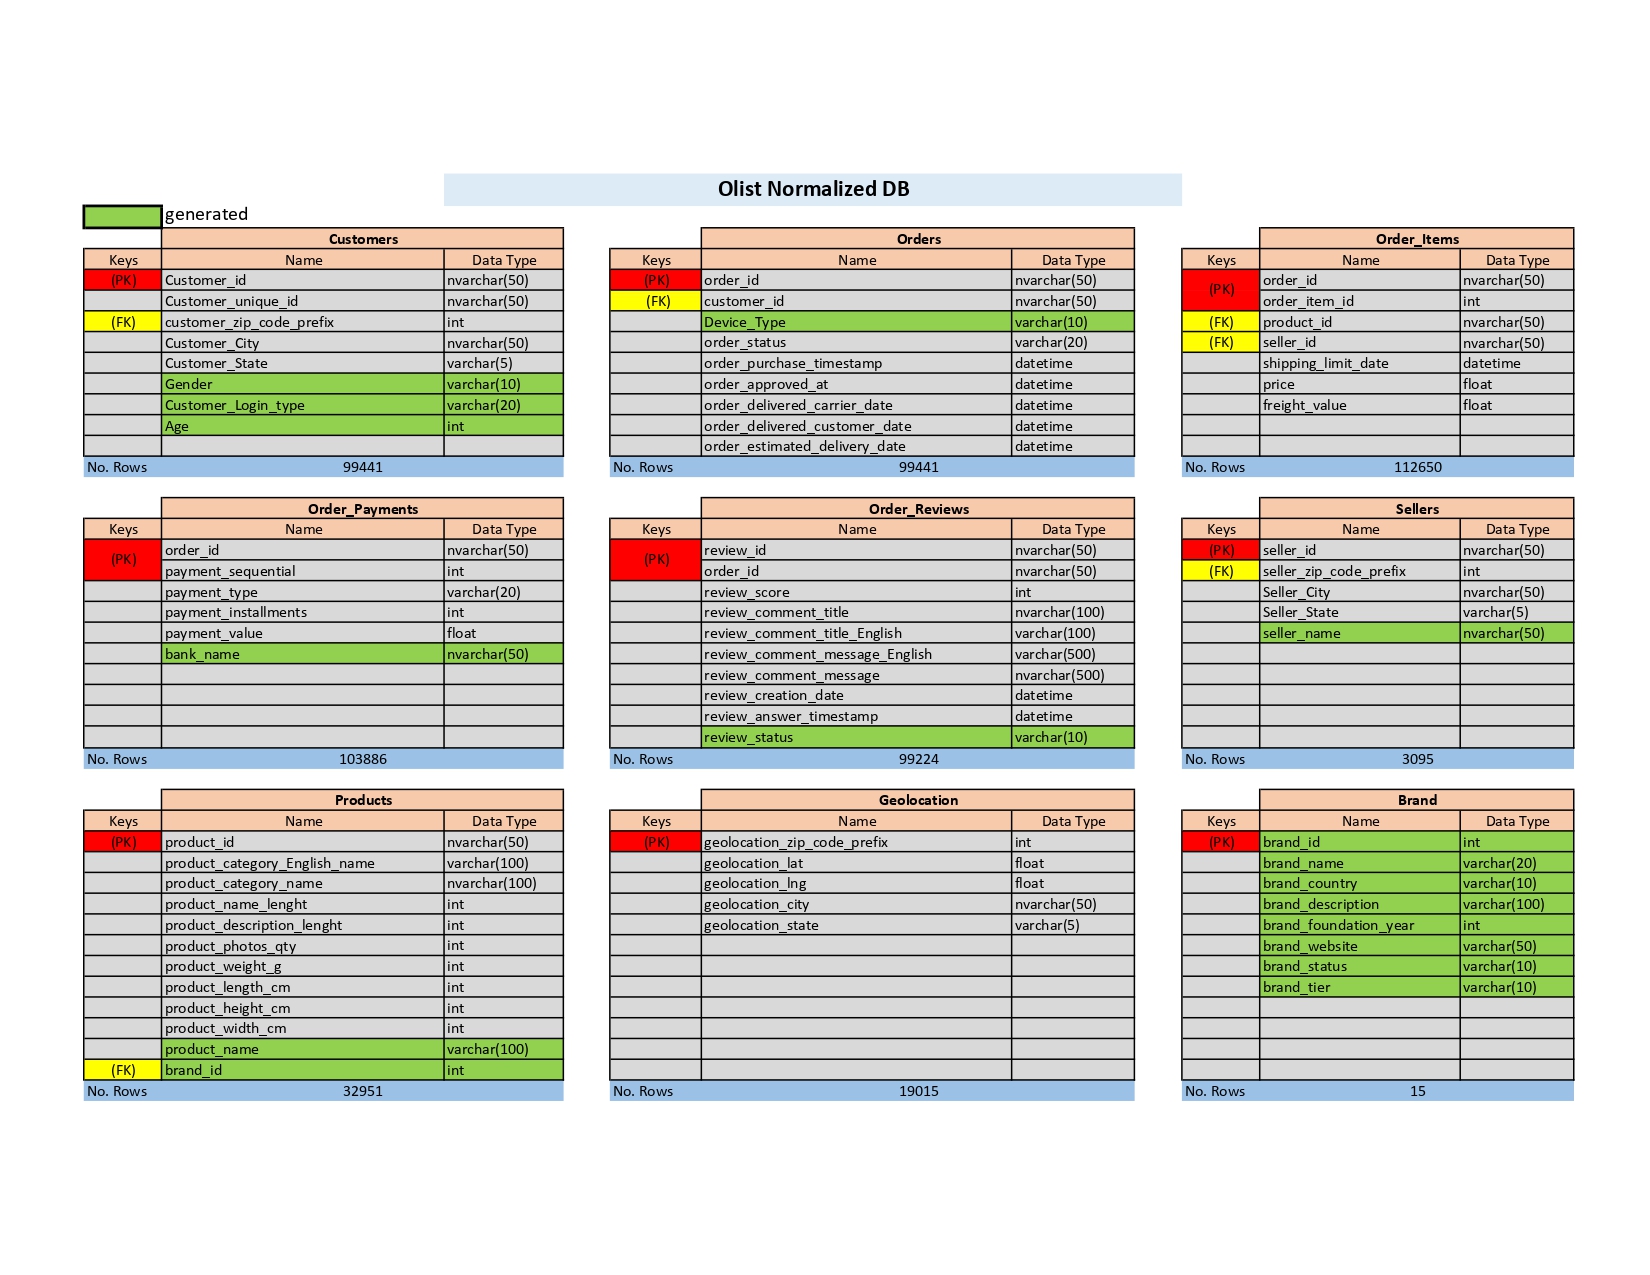 Olist Normalized DB
generated
Customers
Keys Name Data Type
(PK) Customer_id nvarchar(50)
Customer_unique_id nvarchar(50)
(FK) customer_zip_code_prefix int
Customer_City nvarchar(50)
Customer_State varchar(5)
Gender varchar(10)
Customer_Login_type varchar(20)
Age int
No. Rows 99441
Orders
Keys Name Data Type
(PK) order_id nvarchar(50)
(FK) customer_id nvarchar(50)
Device_Type varchar(10)
order_status varchar(20)
order_purchase_timestamp datetime
order_approved_at datetime
order_delivered_carrier_date datetime
order_delivered_customer_date datetime
order_estimated_delivery_date datetime
No. Rows 99441
Order_Items
Keys Name Data Type
(PK) order_id nvarchar(50)
order_item_id int
(FK) product_id nvarchar(50)
(FK) seller_id nvarchar(50)
shipping_limit_date datetime
price float
freight_value float
No. Rows 112650
Order_Payments
Keys Name Data Type
(PK) order_id nvarchar(50)
payment_sequential int
payment_type varchar(20)
payment_installments int
payment_value float
bank_name nvarchar(50)
No. Rows 103886
Order_Reviews
Keys Name Data Type
(PK) review_id nvarchar(50)
order_id nvarchar(50)
review_score int
review_comment_title nvarchar(100)
review_comment_title_English varchar(100)
review_comment_message_English varchar(500)
review_comment_message nvarchar(500)
review_creation_date datetime
review_answer_timestamp datetime
review_status varchar(10)
No. Rows 99224
Sellers
Keys Name Data Type
(PK) seller_id nvarchar(50)
(FK) seller_zip_code_prefix int
Seller_City nvarchar(50)
Seller_State varchar(5)
seller_name nvarchar(50)
No. Rows 3095
Products
Keys Name Data Type
(PK) product_id nvarchar(50)
product_category_English_name varchar(100)
product_category_name nvarchar(100)
product_name_lenght int
product_description_lenght int
product_photos_qty int
product_weight_g int
product_length_cm int
product_height_cm int
product_width_cm int
product_name varchar(100)
(FK) brand_id int
No. Rows 32951
Geolocation
Keys Name Data Type
(PK) geolocation_zip_code_prefix int
geolocation_lat float
geolocation_lng float
geolocation_city nvarchar(50)
geolocation_state varchar(5)
No. Rows 19015
Brand
Keys Name Data Type
(PK) brand_id int
brand_name varchar(20)
brand_country varchar(10)
brand_description varchar(100)
brand_foundation_year int
brand_website varchar(50)
brand_status varchar(10)
brand_tier varchar(10)
No. Rows 15